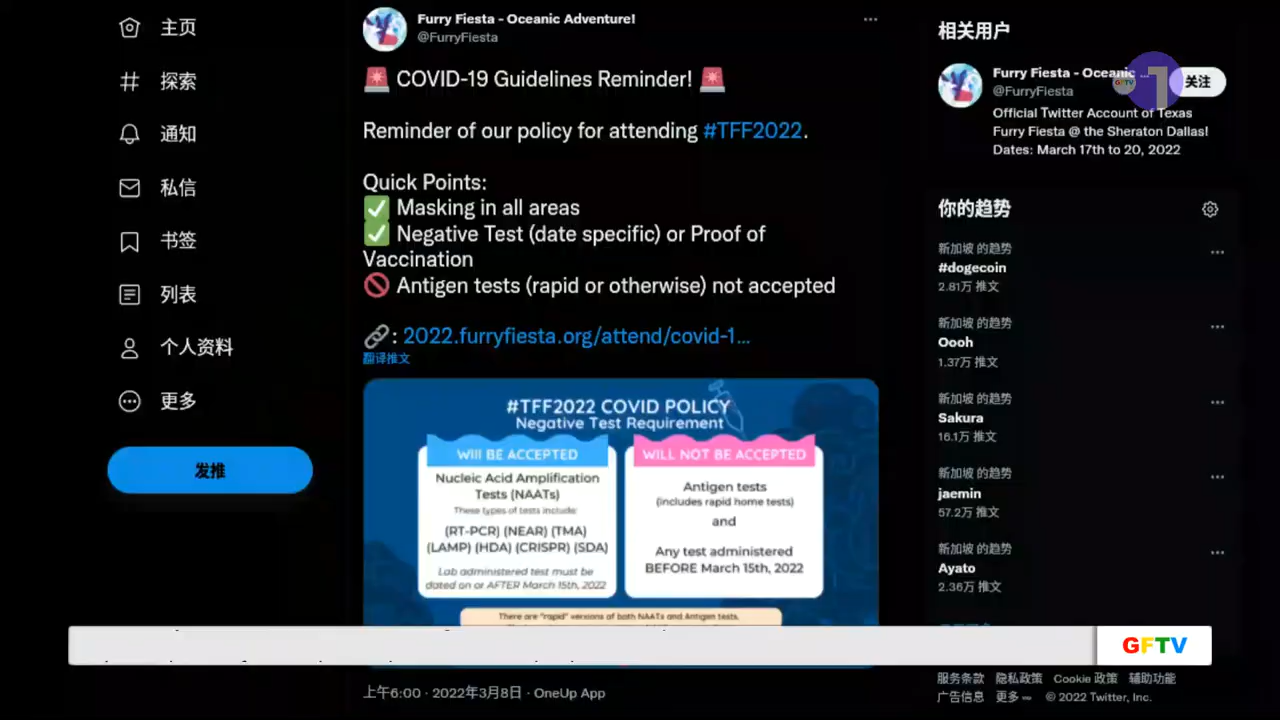 主页
探索
通知
私信
书签
列表
个人资料
更多
发推
Furry Fiesta - Oceanic Adventure!
@FurryFiesta
🚨 COVID-19 Guidelines Reminder! 🚨
Reminder of our policy for attending #TFF2022.
Quick Points:
✅ Masking in all areas
✅ Negative Test (date specific) or Proof of
Vaccination
🚫 Antigen tests (rapid or otherwise) not accepted
🔗: 2022.furryfiesta.org/attend/covid-1...
翻译推文
#TFF2022 COVID POLICY
Negative Test Requirement
Will BE ACCEPTED
Nucleic Acid Amplification
Tests (NAATs)
These types of tests include:
(RT-PCR) (NEAR) (TMA)
(LAMP) (HDA) (CRISPR) (SDA)
Lab administered test must be
dated on or AFTER March 15th, 2022
WILL NOT BE ACCEPTED
Antigen tests
(includes rapid home tests)
and
Any test administered
BEFORE March 15th, 2022
There are "rapid" versions of both NAATs and Antigen tests.
上午6:00 · 2022年3月8日 · OneUp App
相关用户
Furry Fiesta - Oceanic ...
@FurryFiesta
关注
Official Twitter Account of Texas
Furry Fiesta @ the Sheraton Dallas!
Dates: March 17th to 20, 2022
1
你的趋势
新加坡 的趋势
#dogecoin
2.81万 推文
新加坡 的趋势
Oooh
1.37万 推文
新加坡 的趋势
Sakura
16.1万 推文
新加坡 的趋势
jaemin
57.2万 推文
新加坡 的趋势
Ayato
2.36万 推文
GFTV
服务条款 隐私政策 Cookie 政策 辅助功能
广告信息 更多 ··· © 2022 Twitter, Inc.